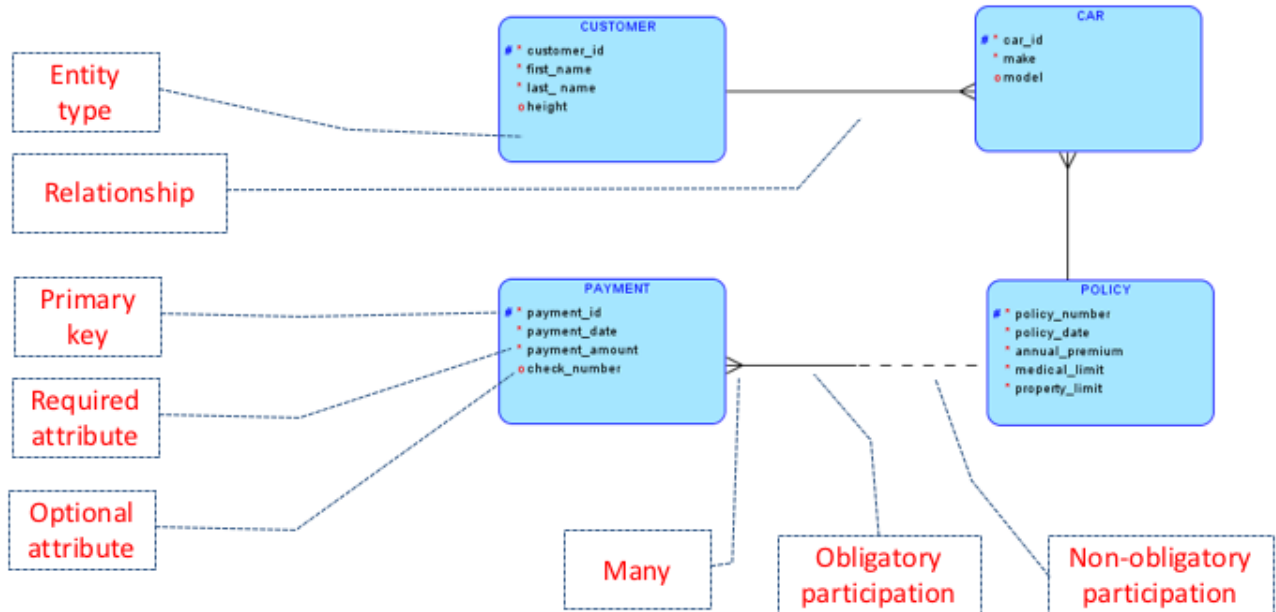 CUSTOMER
# * customer_id
* first_name
* last_ name
o height
CAR
# * car_id
* make
o model
Entity
type
Relationship
Primary
key
Required
attribute
Optional
attribute
PAYMENT
# * payment_id
* payment_date
* payment_amount
o check_number
POLICY
# * policy_number
* policy_date
* annual_premium
* medical_limit
* property_limit
Many
Obligatory
participation
Non-obligatory
participation